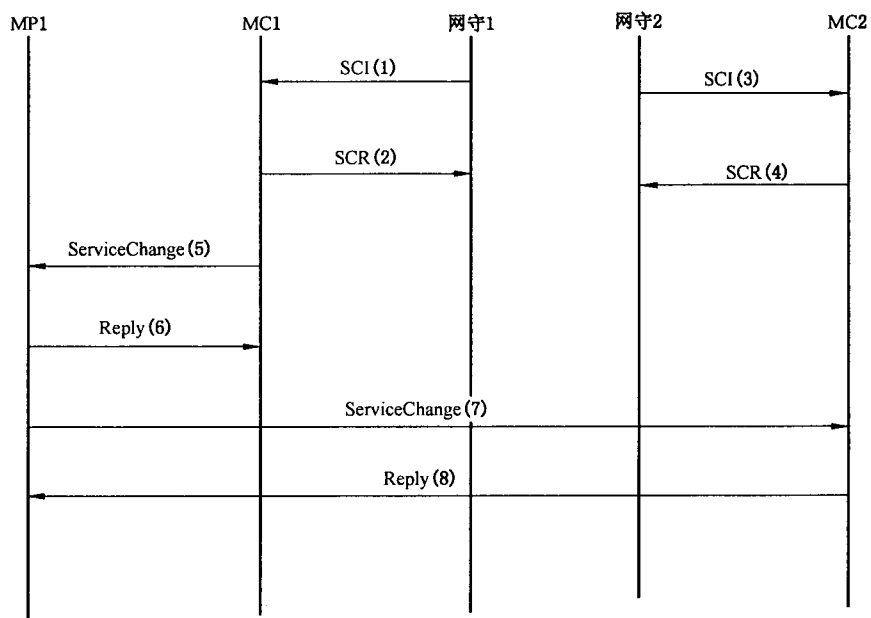 MP1
MC1
网守1
网守2
MC2
SCI(1)
SCI(3)
SCR(2)
SCR(4)
ServiceChange(5)
Reply(6)
ServiceChange(7)
Reply(8)